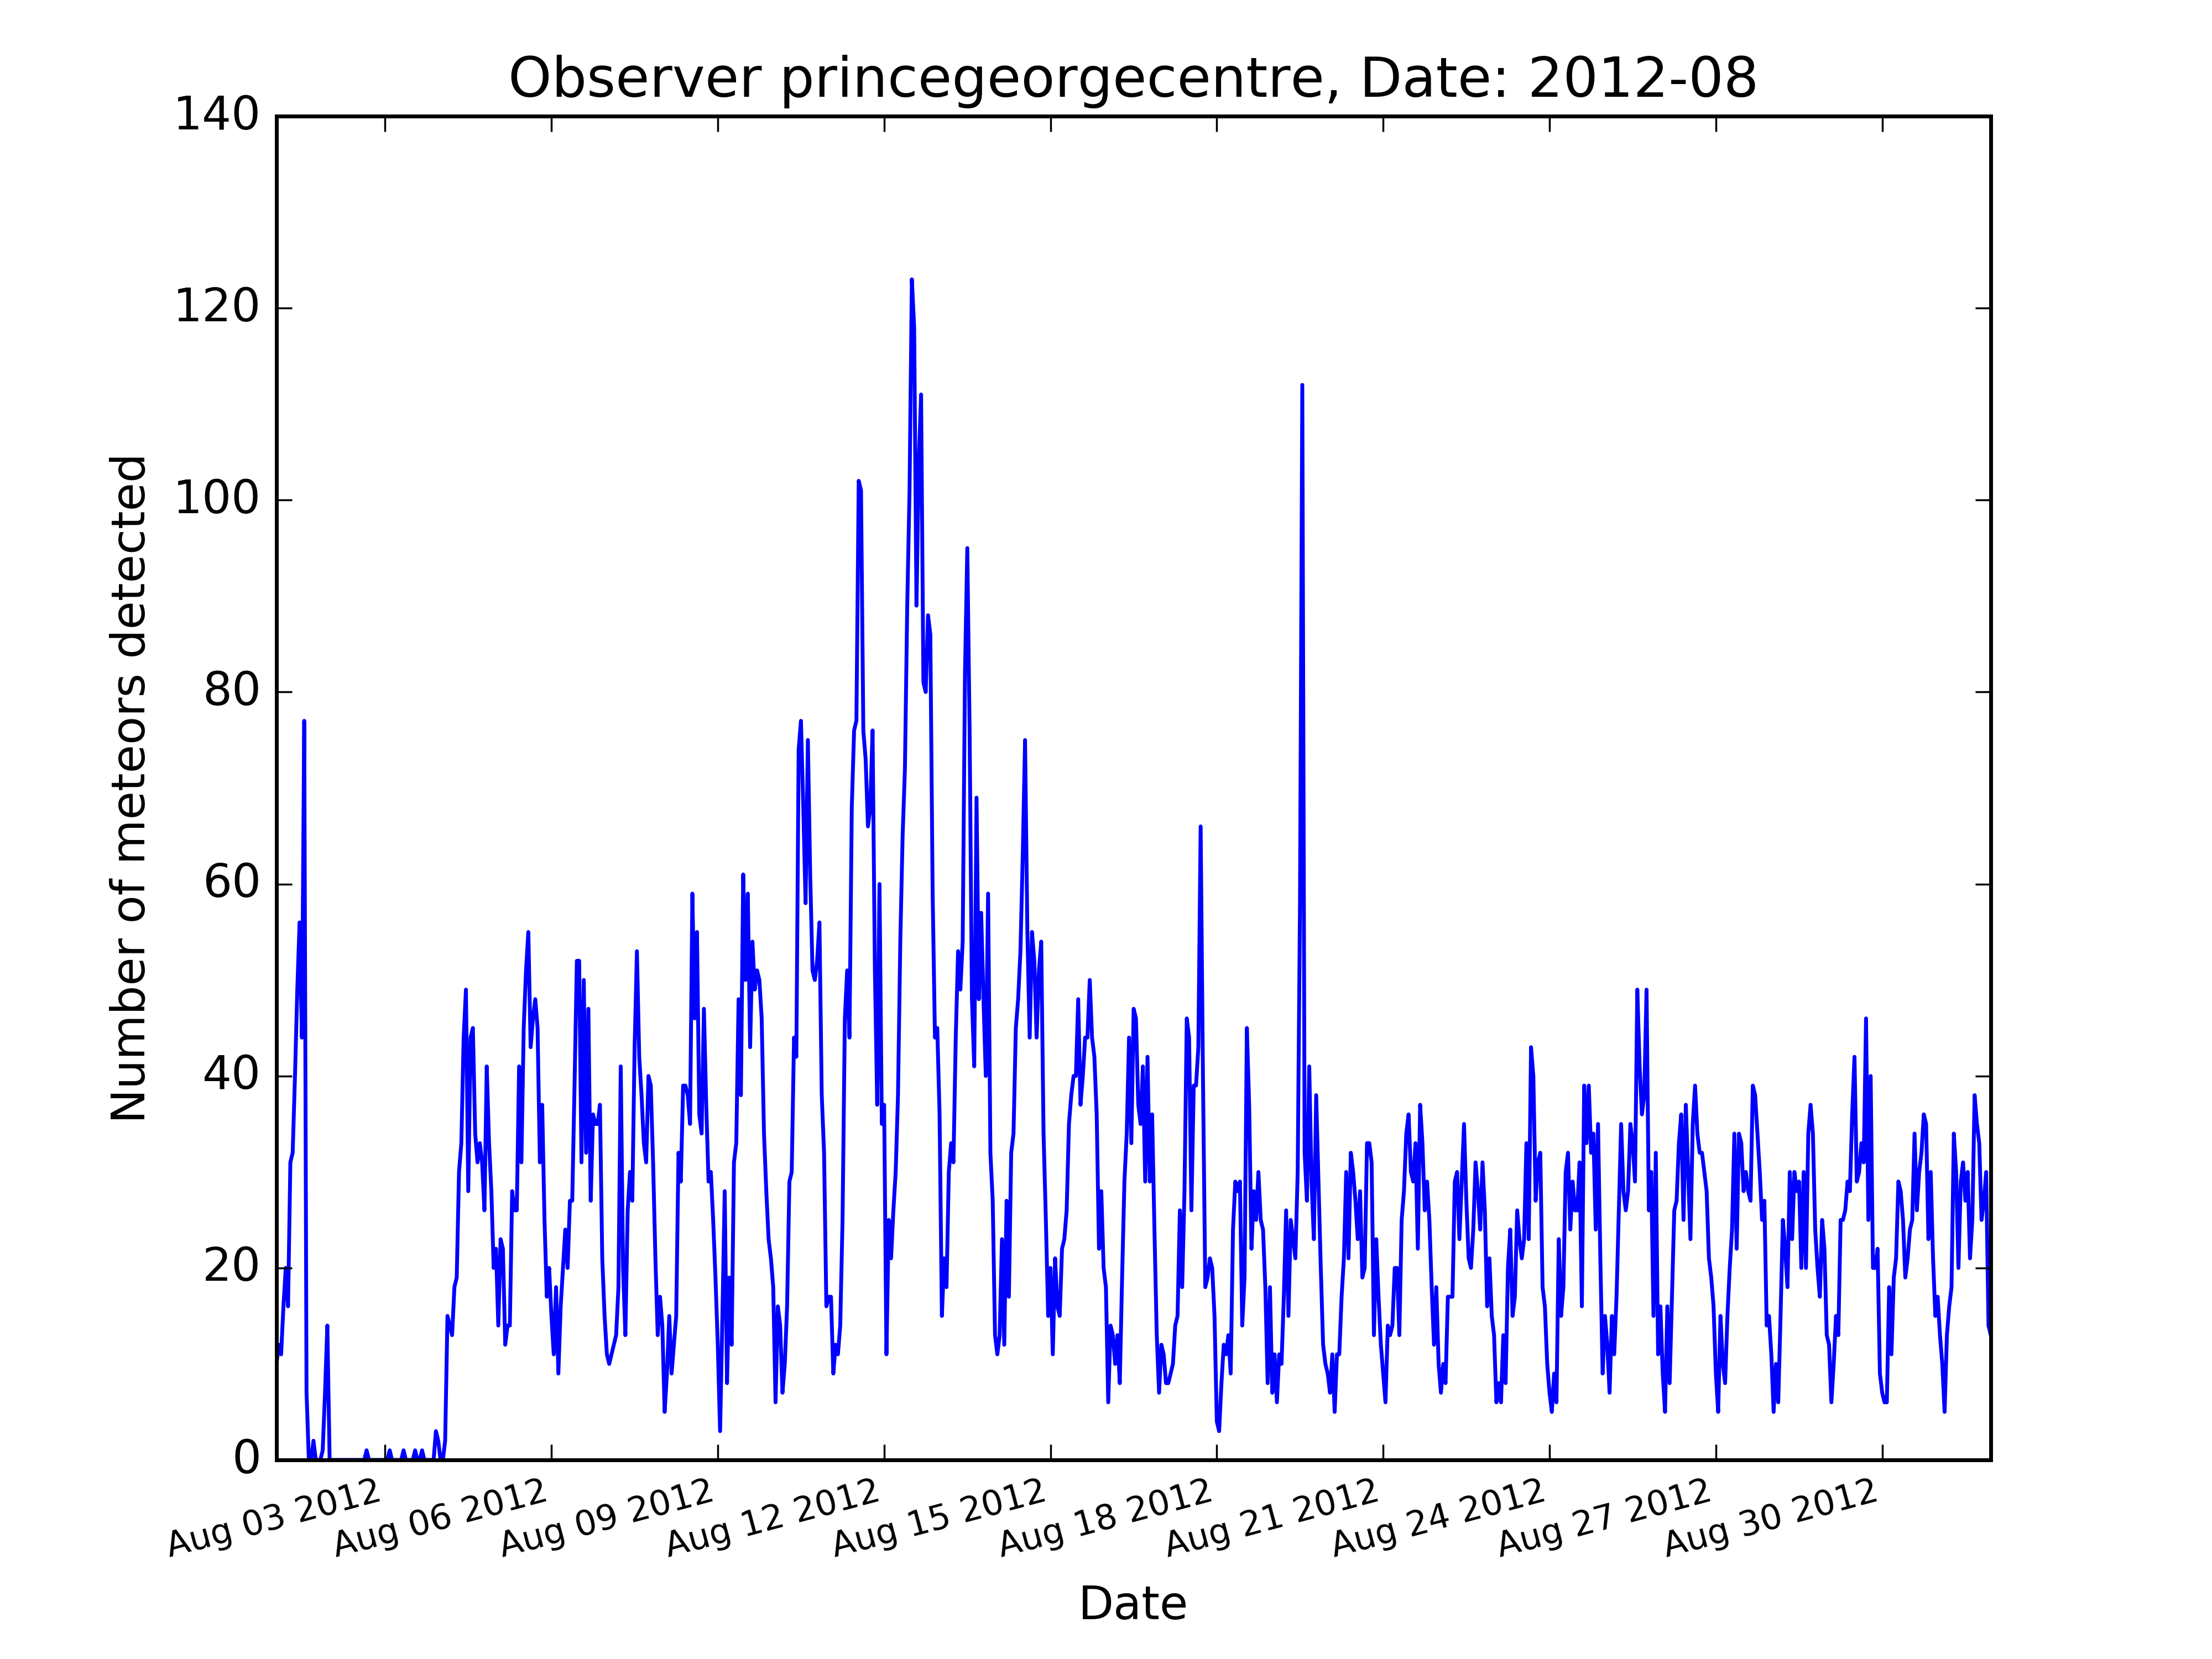 Observer princegeorgecentre, Date: 2012-08
140
120
100
80
60
40
20
0
Number of meteors detected
Aug 03 2012
Aug 06 2012
Aug 09 2012
Aug 12 2012
Aug 15 2012
Aug 18 2012
Aug 21 2012
Aug 24 2012
Aug 27 2012
Aug 30 2012
Date